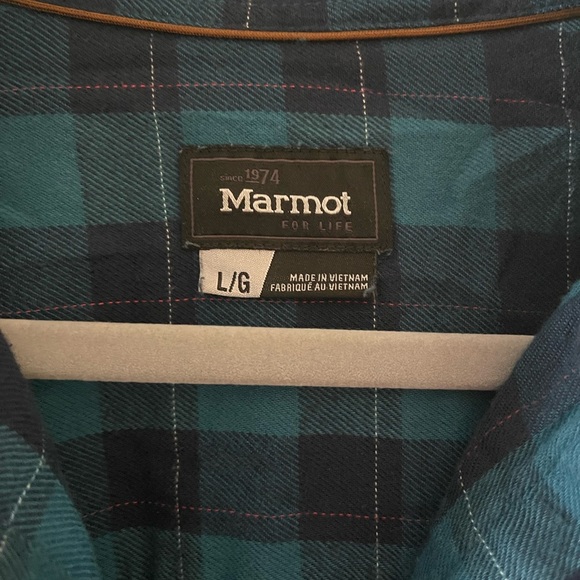 since 1974
Marmot
FOR LIFE
L/G
MADE IN VIETNAM
FABRIQUÉ AU VIETNAM